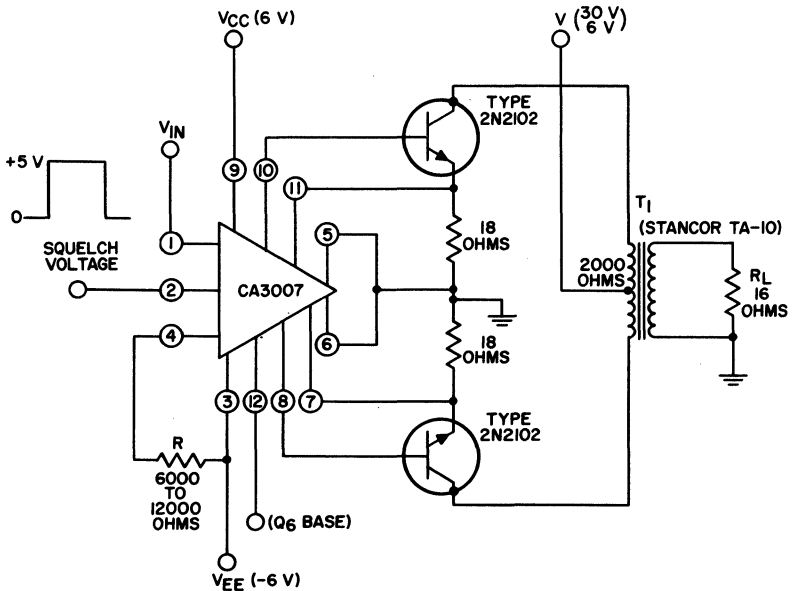 VCC (6 V)
V (30 V
6 V)
TYPE
2N2102
VIN
+5 V
0
9
10
11
T1
(STANCOR TA-10)
18
OHMS
SQUELCH
VOLTAGE
1
5
2
CA3007
2000
OHMS
RL
16
OHMS
4
6
18
OHMS
3
12
8
7
TYPE
2N2102
R
6000
TO
12000
OHMS
(Q6 BASE)
VEE (-6 V)